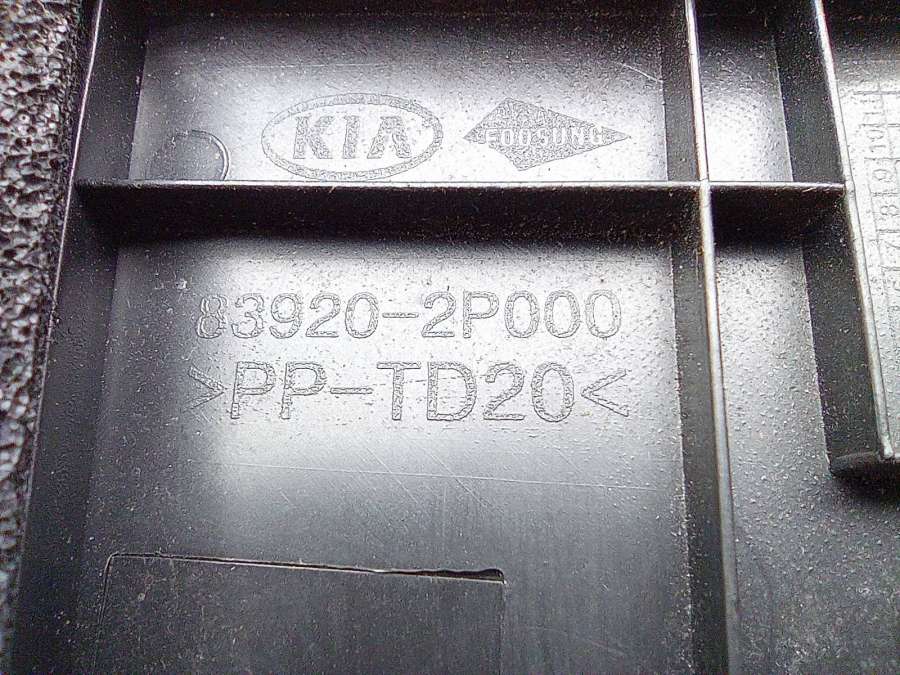 KIA FOOSUNG
83920-2P000
>PP-TD20<